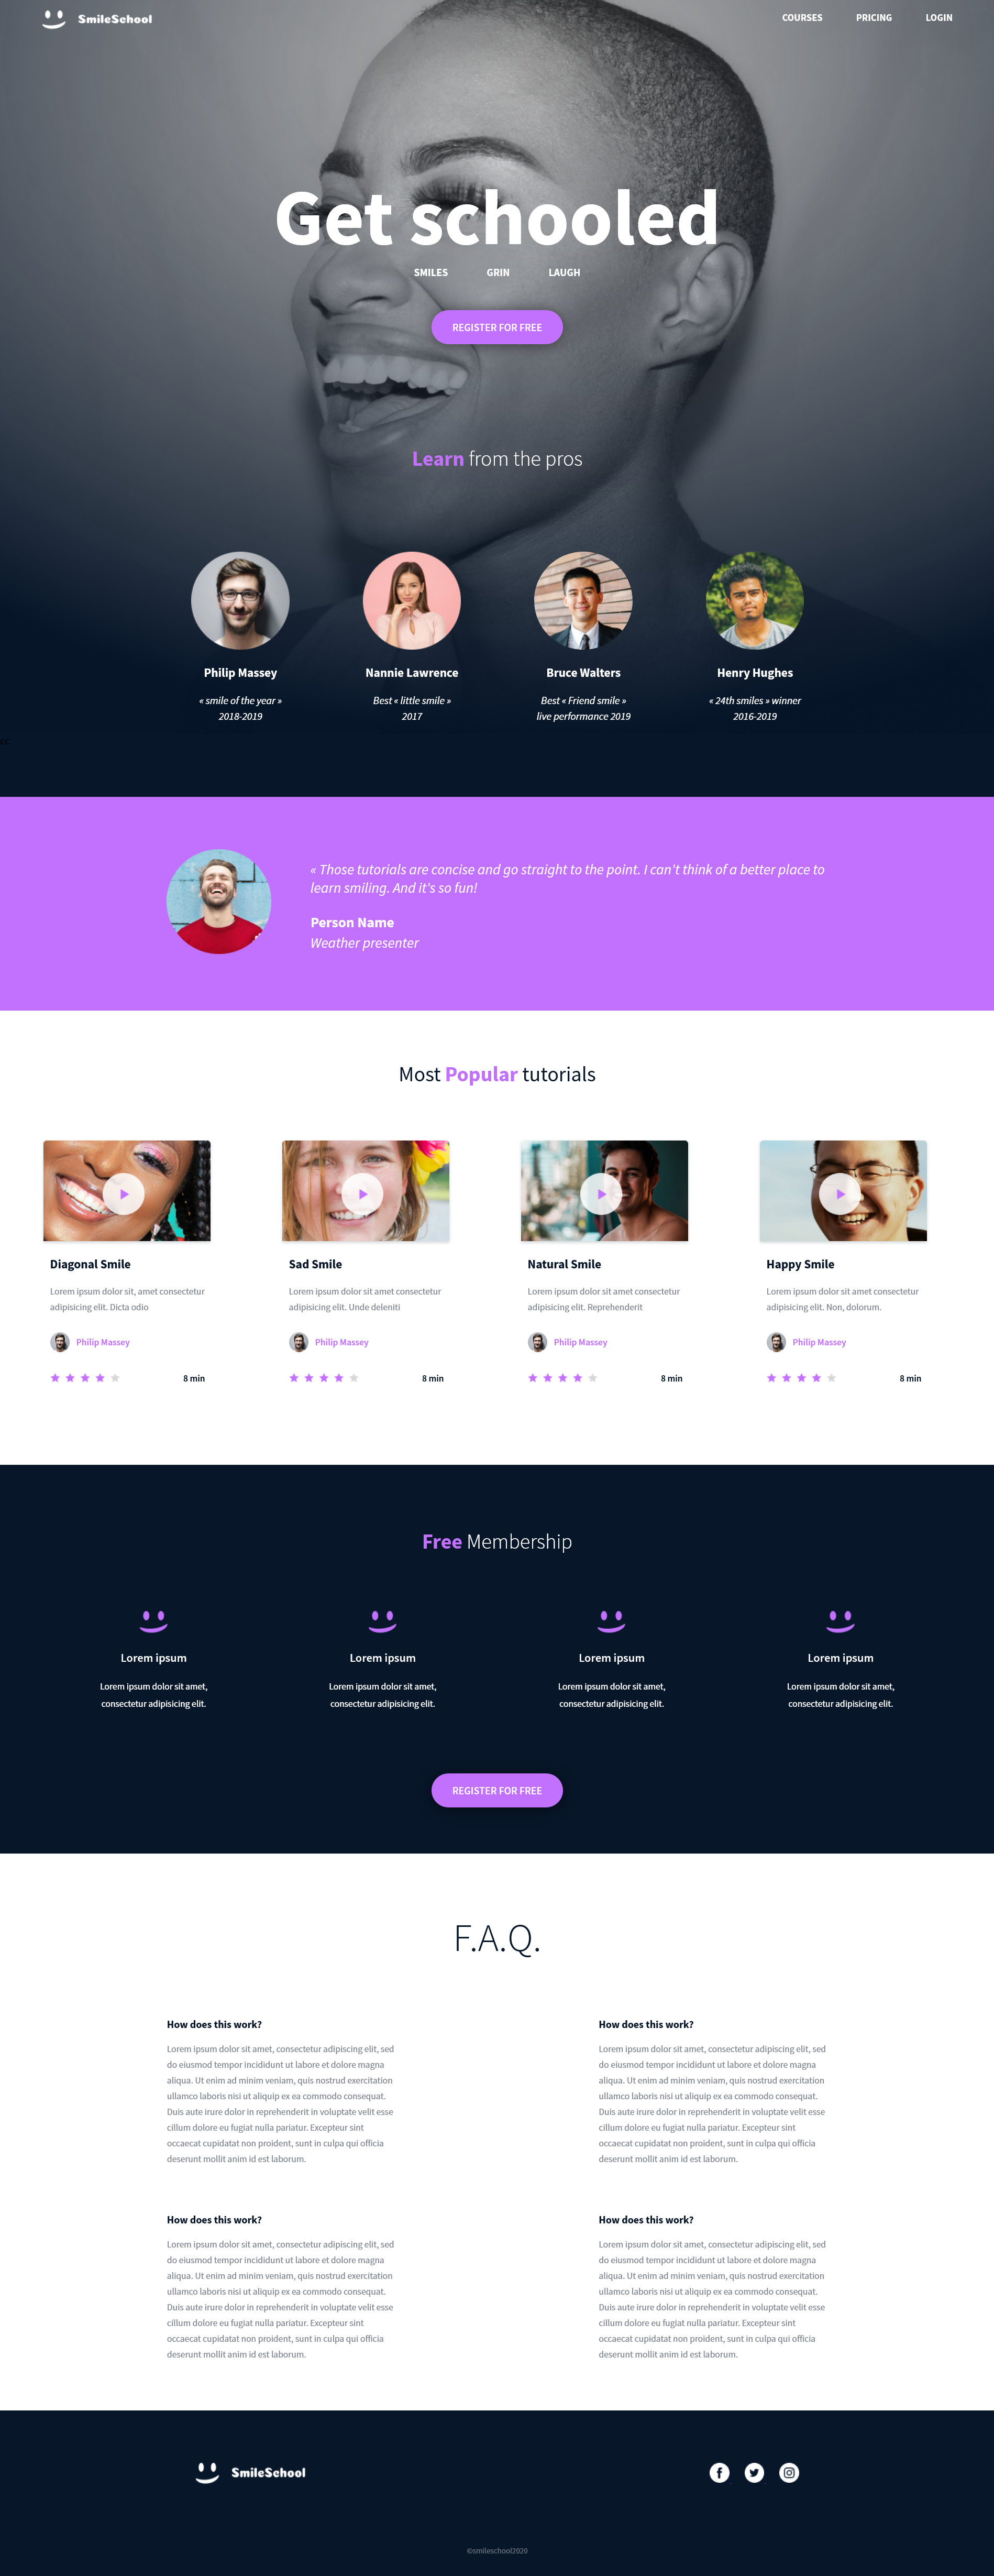 SmileSchool
COURSES PRICING LOGIN
Get schooled
SMILES GRIN LAUGH
REGISTER FOR FREE
Learn from the pros
Philip Massey
« smile of the year »
2018-2019
Nannie Lawrence
Best « little smile »
2017
Bruce Walters
Best « Friend smile »
live performance 2019
Henry Hughes
« 24th smiles » winner
2016-2019
« Those tutorials are concise and go straight to the point. I can't think of a better place to
learn smiling. And it's so fun!
Person Name
Weather presenter
Most Popular tutorials
Diagonal Smile
Lorem ipsum dolor sit, amet consectetur
adipisicing elit. Dicta odio
Philip Massey
8 min
Sad Smile
Lorem ipsum dolor sit amet consectetur
adipisicing elit. Unde deleniti
Philip Massey
8 min
Natural Smile
Lorem ipsum dolor sit amet consectetur
adipisicing elit. Reprehenderit
Philip Massey
8 min
Happy Smile
Lorem ipsum dolor sit amet consectetur
adipisicing elit. Non, dolorum.
Philip Massey
8 min
Free Membership
Lorem ipsum
Lorem ipsum dolor sit amet,
consectetur adipisicing elit.
Lorem ipsum
Lorem ipsum dolor sit amet,
consectetur adipisicing elit.
Lorem ipsum
Lorem ipsum dolor sit amet,
consectetur adipisicing elit.
Lorem ipsum
Lorem ipsum dolor sit amet,
consectetur adipisicing elit.
REGISTER FOR FREE
F.A.Q.
How does this work?
Lorem ipsum dolor sit amet, consectetur adipiscing elit, sed
do eiusmod tempor incididunt ut labore et dolore magna
aliqua. Ut enim ad minim veniam, quis nostrud exercitation
ullamco laboris nisi ut aliquip ex ea commodo consequat.
Duis aute irure dolor in reprehenderit in voluptate velit esse
cillum dolore eu fugiat nulla pariatur. Excepteur sint
occaecat cupidatat non proident, sunt in culpa qui officia
deserunt mollit anim id est laborum.
How does this work?
Lorem ipsum dolor sit amet, consectetur adipiscing elit, sed
do eiusmod tempor incididunt ut labore et dolore magna
aliqua. Ut enim ad minim veniam, quis nostrud exercitation
ullamco laboris nisi ut aliquip ex ea commodo consequat.
Duis aute irure dolor in reprehenderit in voluptate velit esse
cillum dolore eu fugiat nulla pariatur. Excepteur sint
occaecat cupidatat non proident, sunt in culpa qui officia
deserunt mollit anim id est laborum.
How does this work?
Lorem ipsum dolor sit amet, consectetur adipiscing elit, sed
do eiusmod tempor incididunt ut labore et dolore magna
aliqua. Ut enim ad minim veniam, quis nostrud exercitation
ullamco laboris nisi ut aliquip ex ea commodo consequat.
Duis aute irure dolor in reprehenderit in voluptate velit esse
cillum dolore eu fugiat nulla pariatur. Excepteur sint
occaecat cupidatat non proident, sunt in culpa qui officia
deserunt mollit anim id est laborum.
How does this work?
Lorem ipsum dolor sit amet, consectetur adipiscing elit, sed
do eiusmod tempor incididunt ut labore et dolore magna
aliqua. Ut enim ad minim veniam, quis nostrud exercitation
ullamco laboris nisi ut aliquip ex ea commodo consequat.
Duis aute irure dolor in reprehenderit in voluptate velit esse
cillum dolore eu fugiat nulla pariatur. Excepteur sint
occaecat cupidatat non proident, sunt in culpa qui officia
deserunt mollit anim id est laborum.
SmileSchool
©smileschool2020